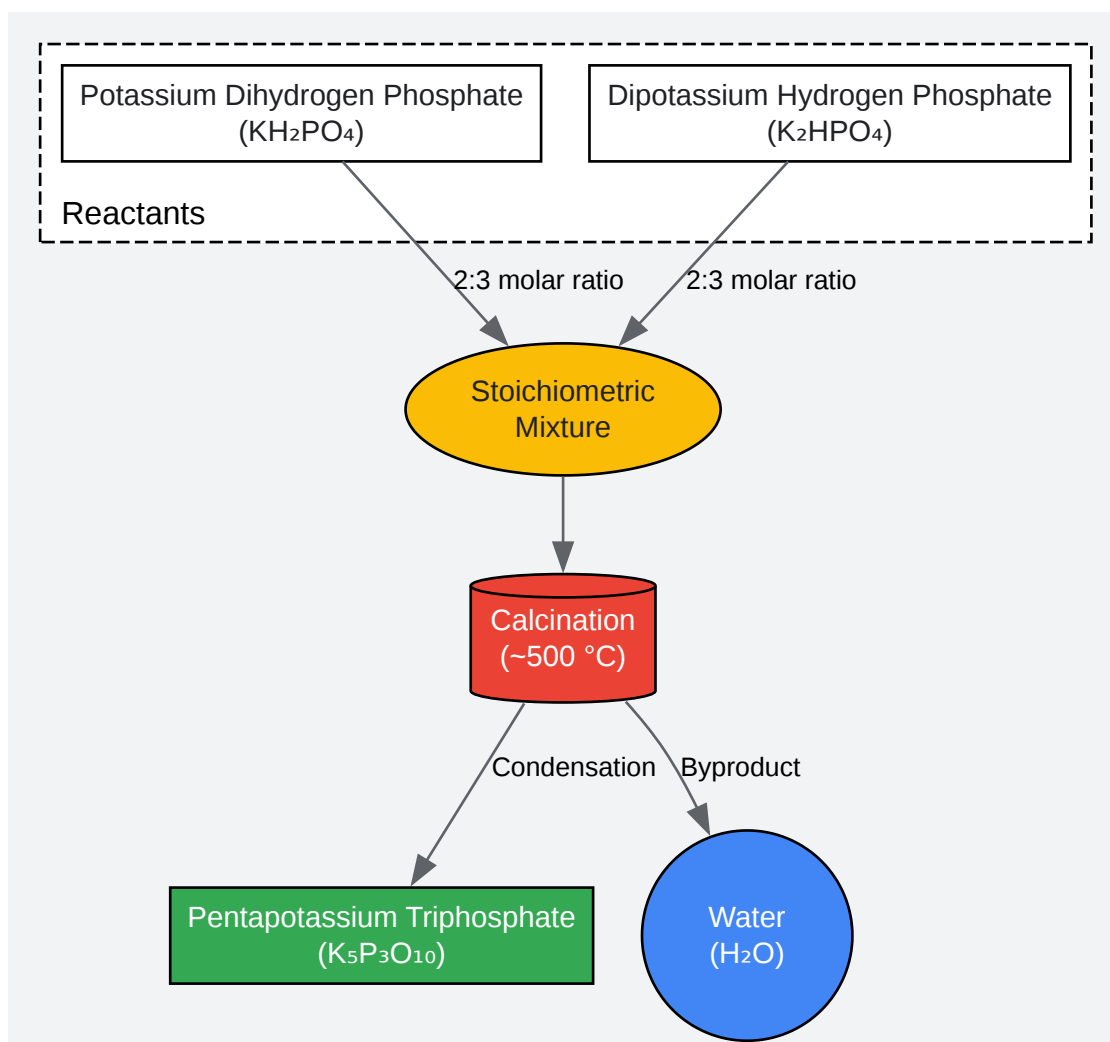 Potassium Dihydrogen Phosphate
(KH₂PO₄)
Dipotassium Hydrogen Phosphate
(K₂HPO₄)
Reactants
2:3 molar ratio
2:3 molar ratio
Stoichiometric
Mixture
Calcination
(~500 °C)
Condensation
Byproduct
Pentapotassium Triphosphate
(K₅P₃O₁₀)
Water
(H₂O)